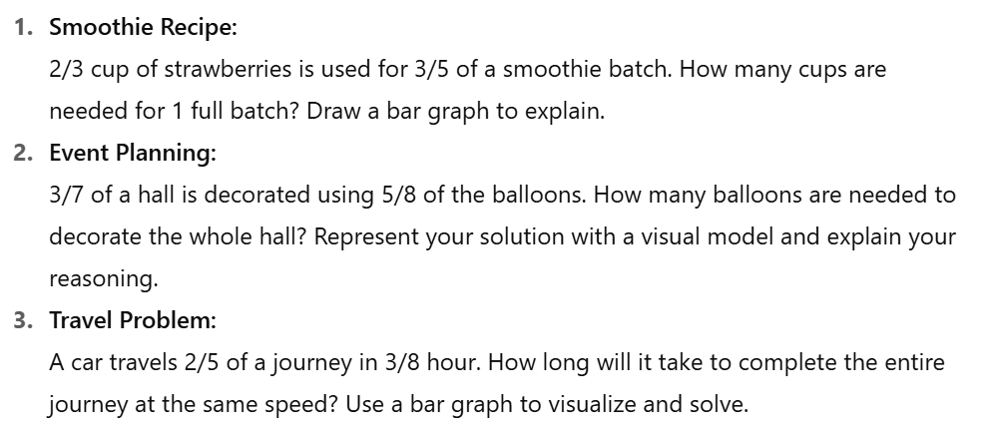 1. Smoothie Recipe:
2/3 cup of strawberries is used for 3/5 of a smoothie batch. How many cups are
needed for 1 full batch? Draw a bar graph to explain.
2. Event Planning:
3/7 of a hall is decorated using 5/8 of the balloons. How many balloons are needed to
decorate the whole hall? Represent your solution with a visual model and explain your
reasoning.
3. Travel Problem:
A car travels 2/5 of a journey in 3/8 hour. How long will it take to complete the entire
journey at the same speed? Use a bar graph to visualize and solve.